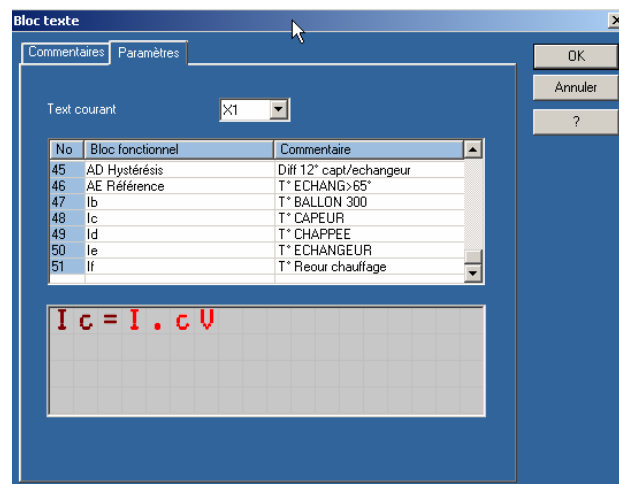 Bloc texte
Commentaires Paramètres
OK
Annuler
?
Text courant X1
No Bloc fonctionnel Commentaire
45 AD Hystérésis Diff 12° capt/echangeur
46 AE Référence T° ECHANG>65°
47 Ib T° BALLON 300
48 Ic T° CAPEUR
49 Id T° CHAPPEE
50 Ie T° ECHANGEUR
51 If T° Reour chauffage
I c = I . c V